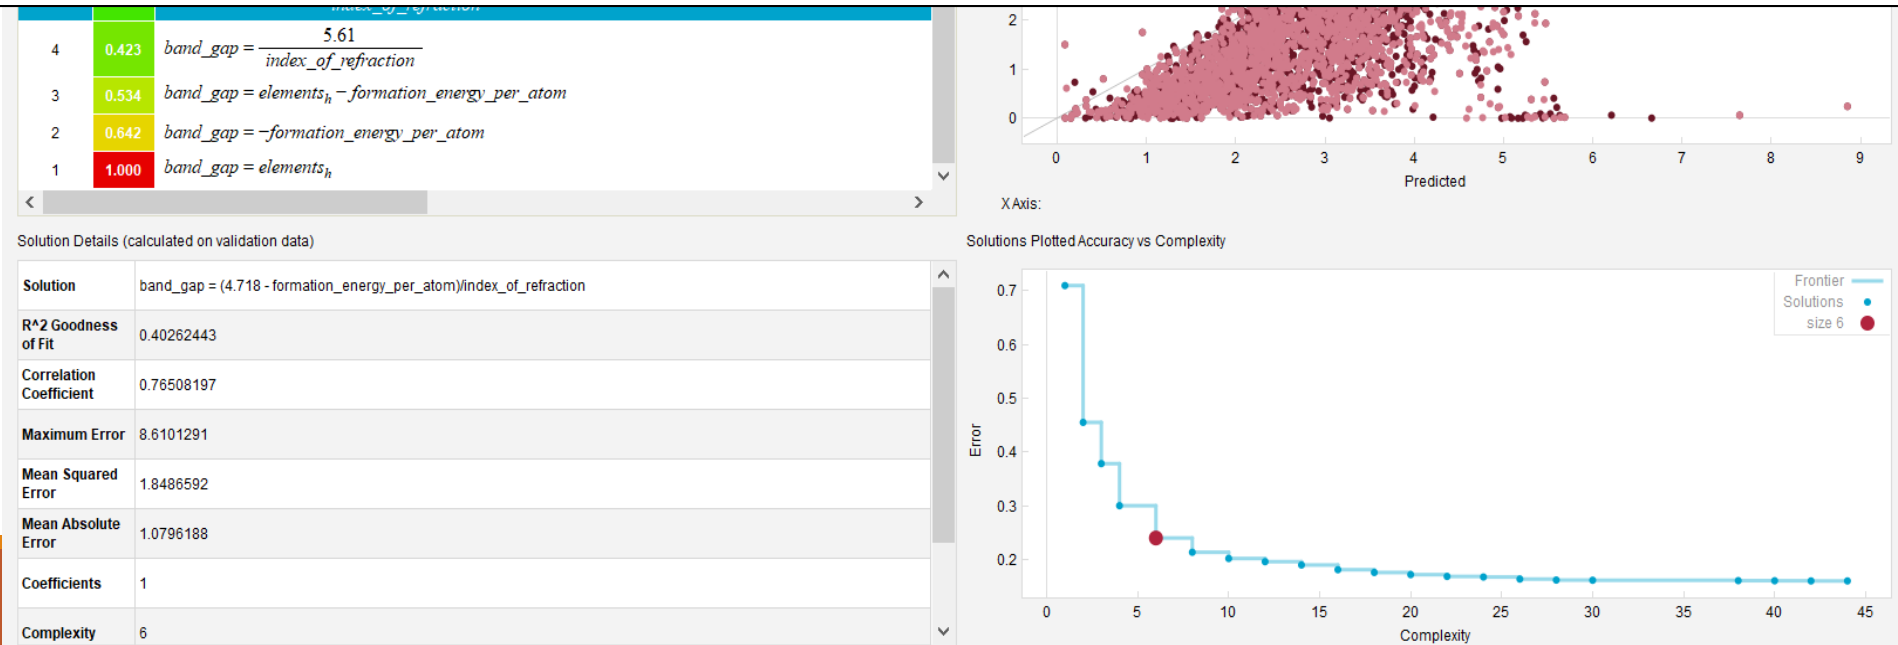 index_of_refraction
4 0.423 band_gap = 5.61 / index_of_refraction
3 0.534 band_gap = elements_h − formation_energy_per_atom
2 0.642 band_gap = −formation_energy_per_atom
1 1.000 band_gap = elements_h
2
1
0
0 1 2 3 4 5 6 7 8 9
Predicted
X Axis:
Solution Details (calculated on validation data)
Solution band_gap = (4.718 - formation_energy_per_atom)/index_of_refraction
R^2 Goodness
of Fit
0.40262443
Correlation
Coefficient
0.76508197
Maximum Error 8.6101291
Mean Squared
Error
1.8486592
Mean Absolute
Error
1.0796188
Coefficients 1
Complexity 6
Solutions Plotted Accuracy vs Complexity
Frontier
Solutions
size 6
0.7
0.6
0.5
0.4
0.3
0.2
Error
0 5 10 15 20 25 30 35 40 45
Complexity